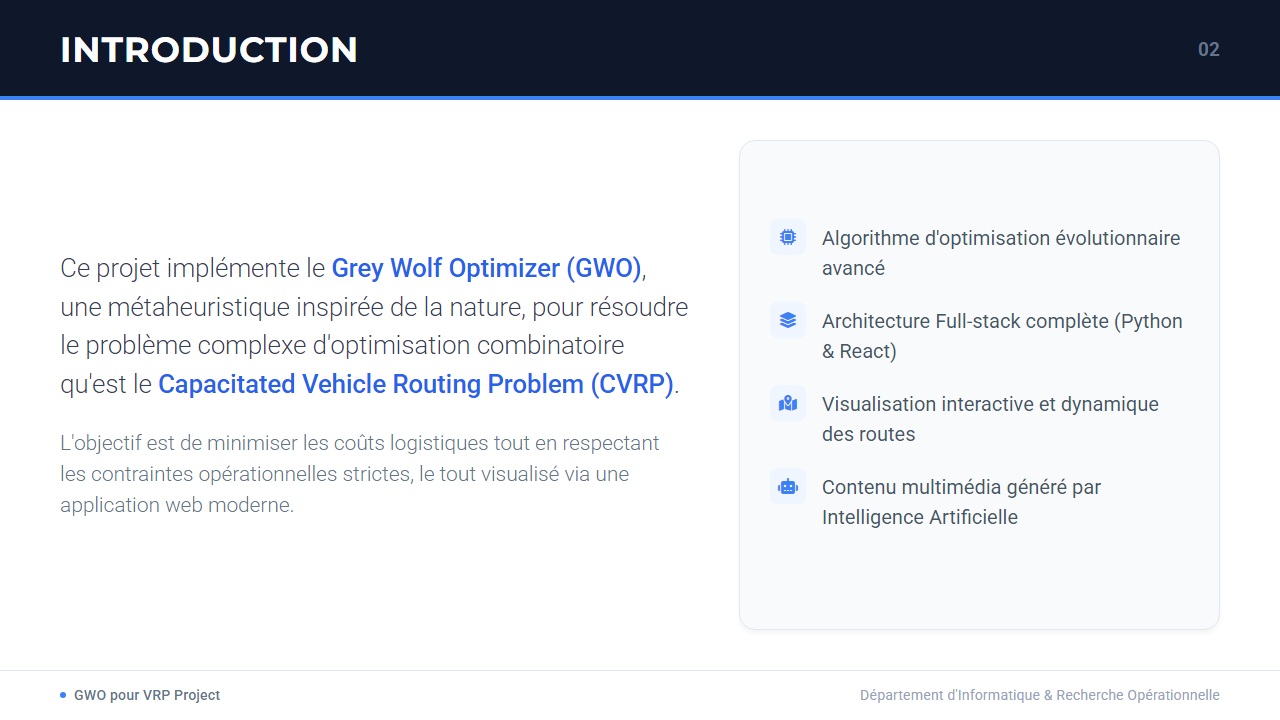 INTRODUCTION
02
Ce projet implémente le Grey Wolf Optimizer (GWO),
une métaheuristique inspirée de la nature, pour résoudre
le problème complexe d'optimisation combinatoire
qu'est le Capacitated Vehicle Routing Problem (CVRP).
L'objectif est de minimiser les coûts logistiques tout en respectant
les contraintes opérationnelles strictes, le tout visualisé via une
application web moderne.
Algorithme d'optimisation évolutionnaire
avancé
Architecture Full-stack complète (Python
& React)
Visualisation interactive et dynamique
des routes
Contenu multimédia généré par
Intelligence Artificielle
GWO pour VRP Project
Département d'Informatique & Recherche Opérationnelle